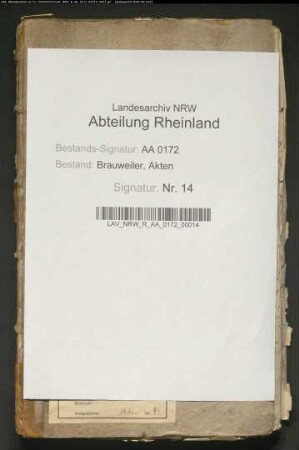 Landesarchiv NRW
Abteilung Rheinland
Bestands-Signatur: AA 0172
Bestand: Brauweiler, Akten
Signatur: Nr. 14
LAV_NRW_R_AA_0172_00014